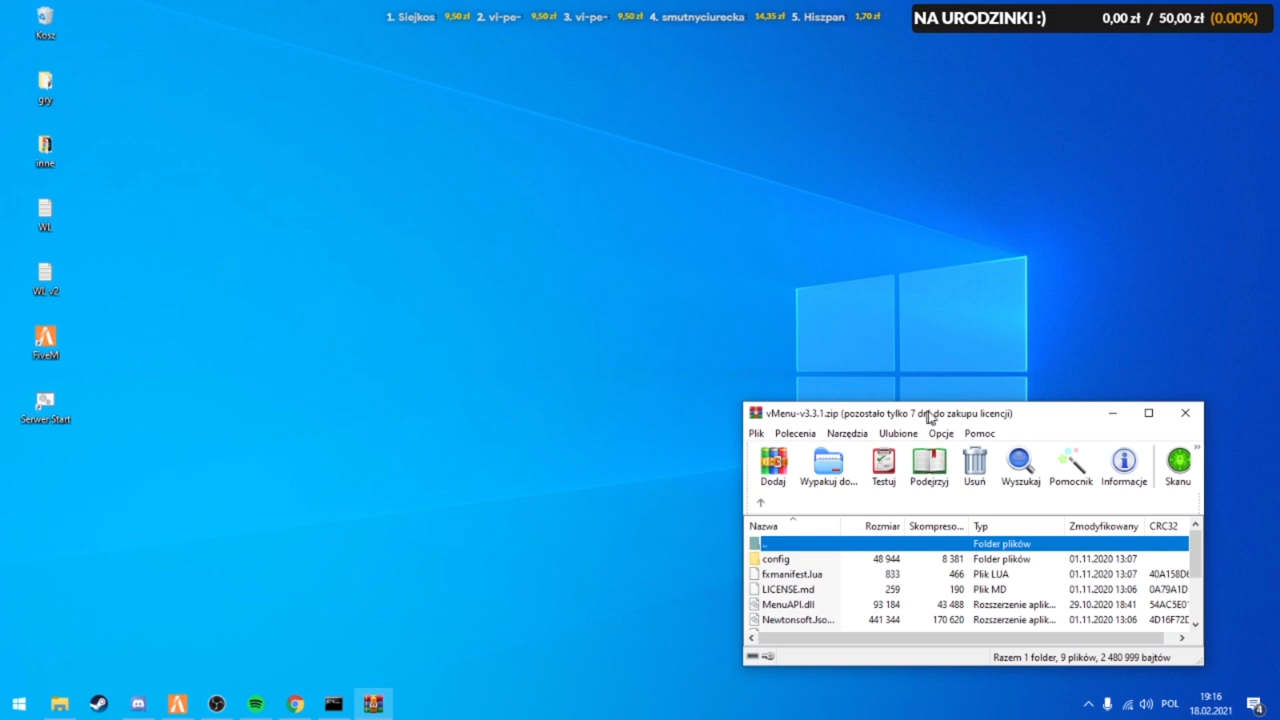 1. Siejkos 9,50 zł 2. vi-pe- 9,50 zł 3. vi-pe- 9,50 zł 4. smutnyciurecka 14,35 zł 5. Hiszpan 1,70 zł
NA URODZINKI :) 0,00 zł / 50,00 zł (0.00%)
Kosz
gry
inne
WL
WL v2
FiveM
Serwer Start
vMenu-v3.3.1.zip (pozostało tylko 7 dni do zakupu licencji)
Plik Polecenia Narzędzia Ulubione Opcje Pomoc
Dodaj Wypakuj do... Testuj Podejrzyj Usuń Wyszukaj Pomocnik Informacje Skanu
Nazwa Rozmiar Skompreso... Typ Zmodyfikowany CRC32
.. Folder plików
config 48 944 8 381 Folder plików 01.11.2020 13:07
fxmanifest.lua 833 466 Plik LUA 01.11.2020 13:07 40A158D6
LICENSE.md 259 190 Plik MD 01.11.2020 13:06 0A79A1D
MenuAPI.dll 93 184 43 488 Rozszerzenie aplik... 29.10.2020 18:41 54AC5E0
Newtonsoft.Jso... 441 344 170 620 Rozszerzenie aplik... 01.11.2020 13:06 4D16F72
Razem 1 folder, 9 plików, 2 480 999 bajtów
POL
19:16
18.02.2021
4